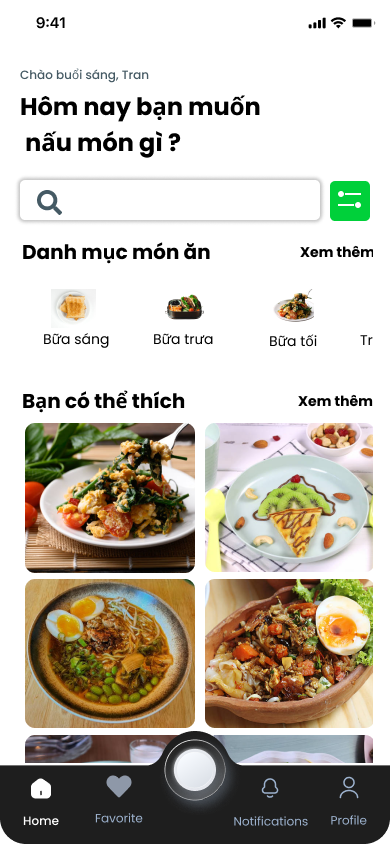 9:41
Chào buổi sáng, Tran
Hôm nay bạn muốn
nấu món gì ?
Danh mục món ăn
Xem thêm
Bữa sáng
Bữa trưa
Bữa tối
Tr
Bạn có thể thích
Xem thêm
Home
Favorite
Notifications
Profile